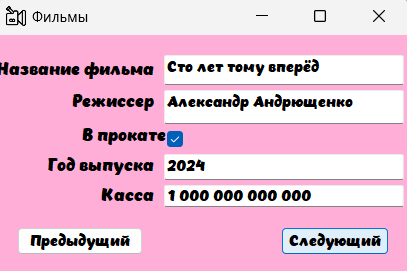 Фильмы
Название фильма Сто лет тому вперёд
Режиссер Александр Андрющенко
В прокате
Год выпуска 2024
Касса 1 000 000 000 000
Предыдущий Следующий